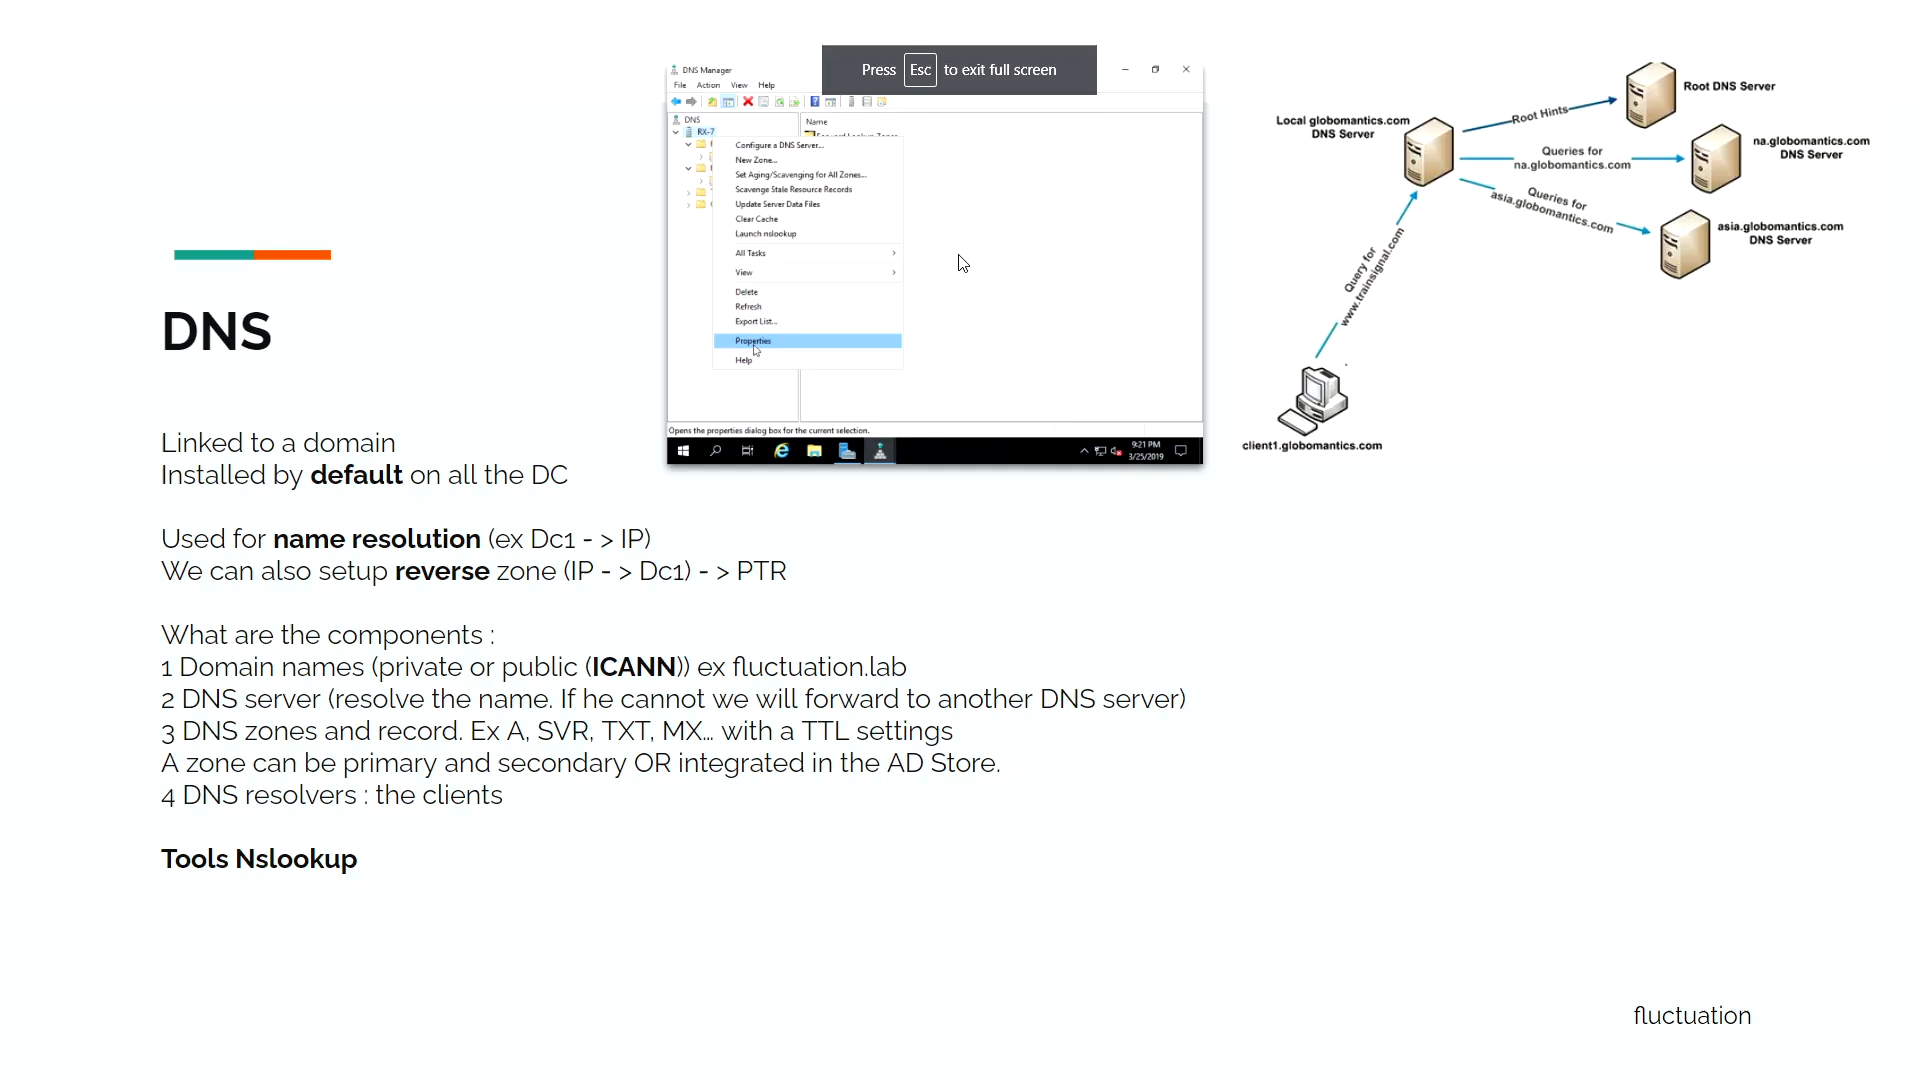 Press Esc to exit full screen
DNS Manager
File Action View Help
DNS
RX-7
Name
Configure a DNS Server...
New Zone...
Set Aging/Scavenging for All Zones...
Scavenge Stale Resource Records
Update Server Data Files
Clear Cache
Launch nslookup
All Tasks
View
Delete
Refresh
Export List...
Properties
Help
Opens the properties dialog box for the current selection.
9:21 PM
3/25/2019
Root DNS Server
Local globomantics.com
DNS Server
Root Hints
na.globomantics.com
DNS Server
Queries for
na.globomantics.com
Queries for
asia.globomantics.com
asia.globomantics.com
DNS Server
Query for
www.trainsignal.com
client1.globomantics.com
DNS
Linked to a domain
Installed by default on all the DC
Used for name resolution (ex Dc1 - > IP)
We can also setup reverse zone (IP - > Dc1) - > PTR
What are the components :
1 Domain names (private or public (ICANN)) ex fluctuation.lab
2 DNS server (resolve the name. If he cannot we will forward to another DNS server)
3 DNS zones and record. Ex A, SVR, TXT, MX... with a TTL settings
A zone can be primary and secondary OR integrated in the AD Store.
4 DNS resolvers : the clients
Tools Nslookup
fluctuation